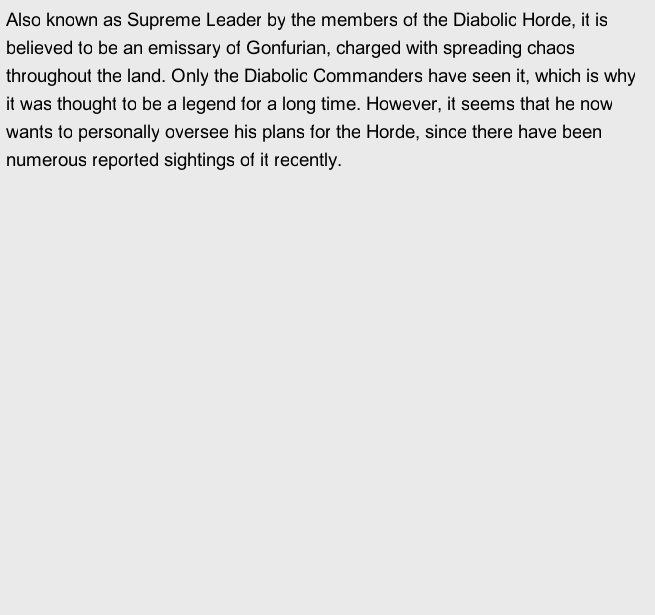 Also known as Supreme Leader by the members of the Diabolic Horde, it is
believed to be an emissary of Gonfurian, charged with spreading chaos
throughout the land. Only the Diabolic Commanders have seen it, which is why
it was thought to be a legend for a long time. However, it seems that he now
wants to personally oversee his plans for the Horde, since there have been
numerous reported sightings of it recently.